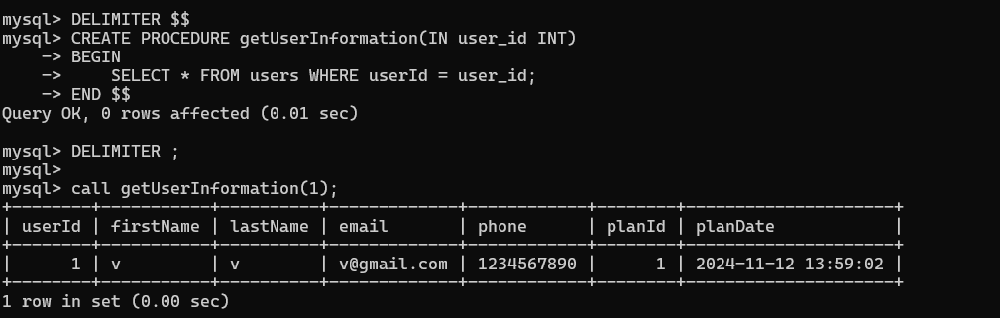 mysql> DELIMITER $$
mysql> CREATE PROCEDURE getUserInformation(IN user_id INT)
    -> BEGIN
    ->     SELECT * FROM users WHERE userId = user_id;
    -> END $$
Query OK, 0 rows affected (0.01 sec)

mysql> DELIMITER ;
mysql>
mysql> call getUserInformation(1);
+--------+-----------+----------+-------------+------------+--------+---------------------+
| userId | firstName | lastName | email       | phone      | planId | planDate            |
+--------+-----------+----------+-------------+------------+--------+---------------------+
|      1 | v         | v        | v@gmail.com | 1234567890 |      1 | 2024-11-12 13:59:02 |
+--------+-----------+----------+-------------+------------+--------+---------------------+
1 row in set (0.00 sec)